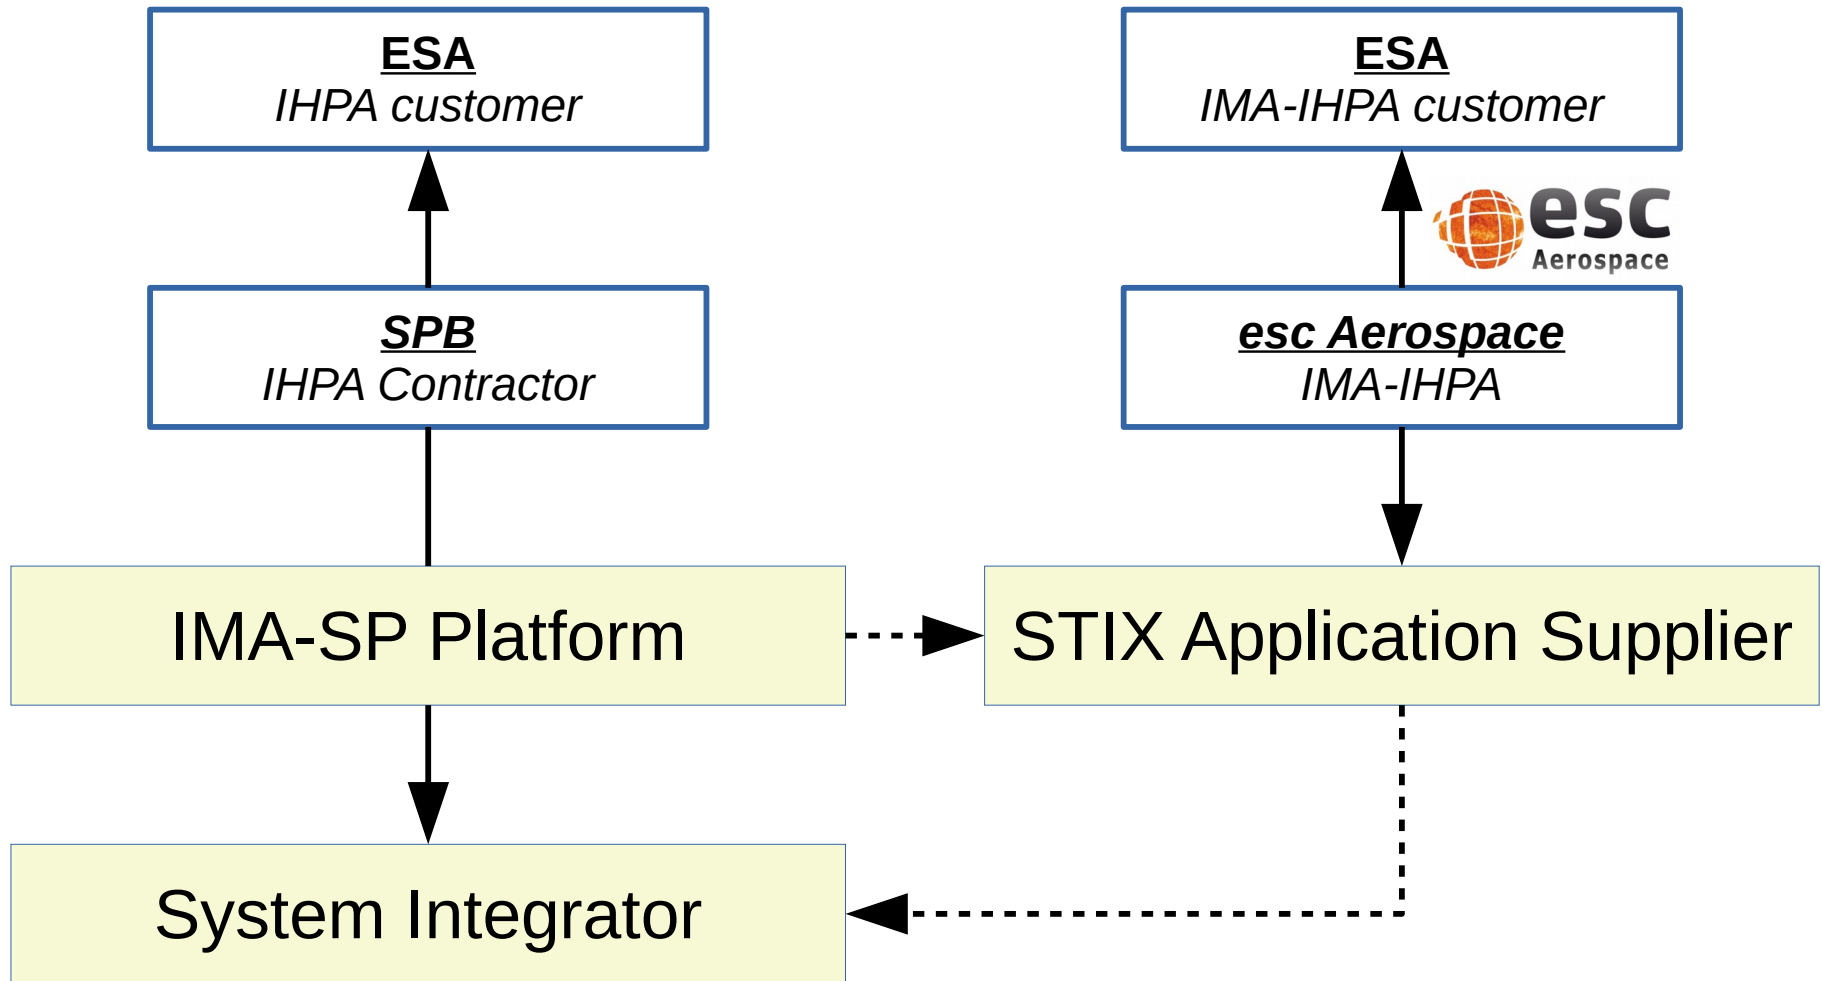 ESA
IHPA customer
ESA
IMA-IHPA customer
esc
Aerospace
SPB
IHPA Contractor
esc Aerospace
IMA-IHPA
IMA-SP Platform
STIX Application Supplier
System Integrator